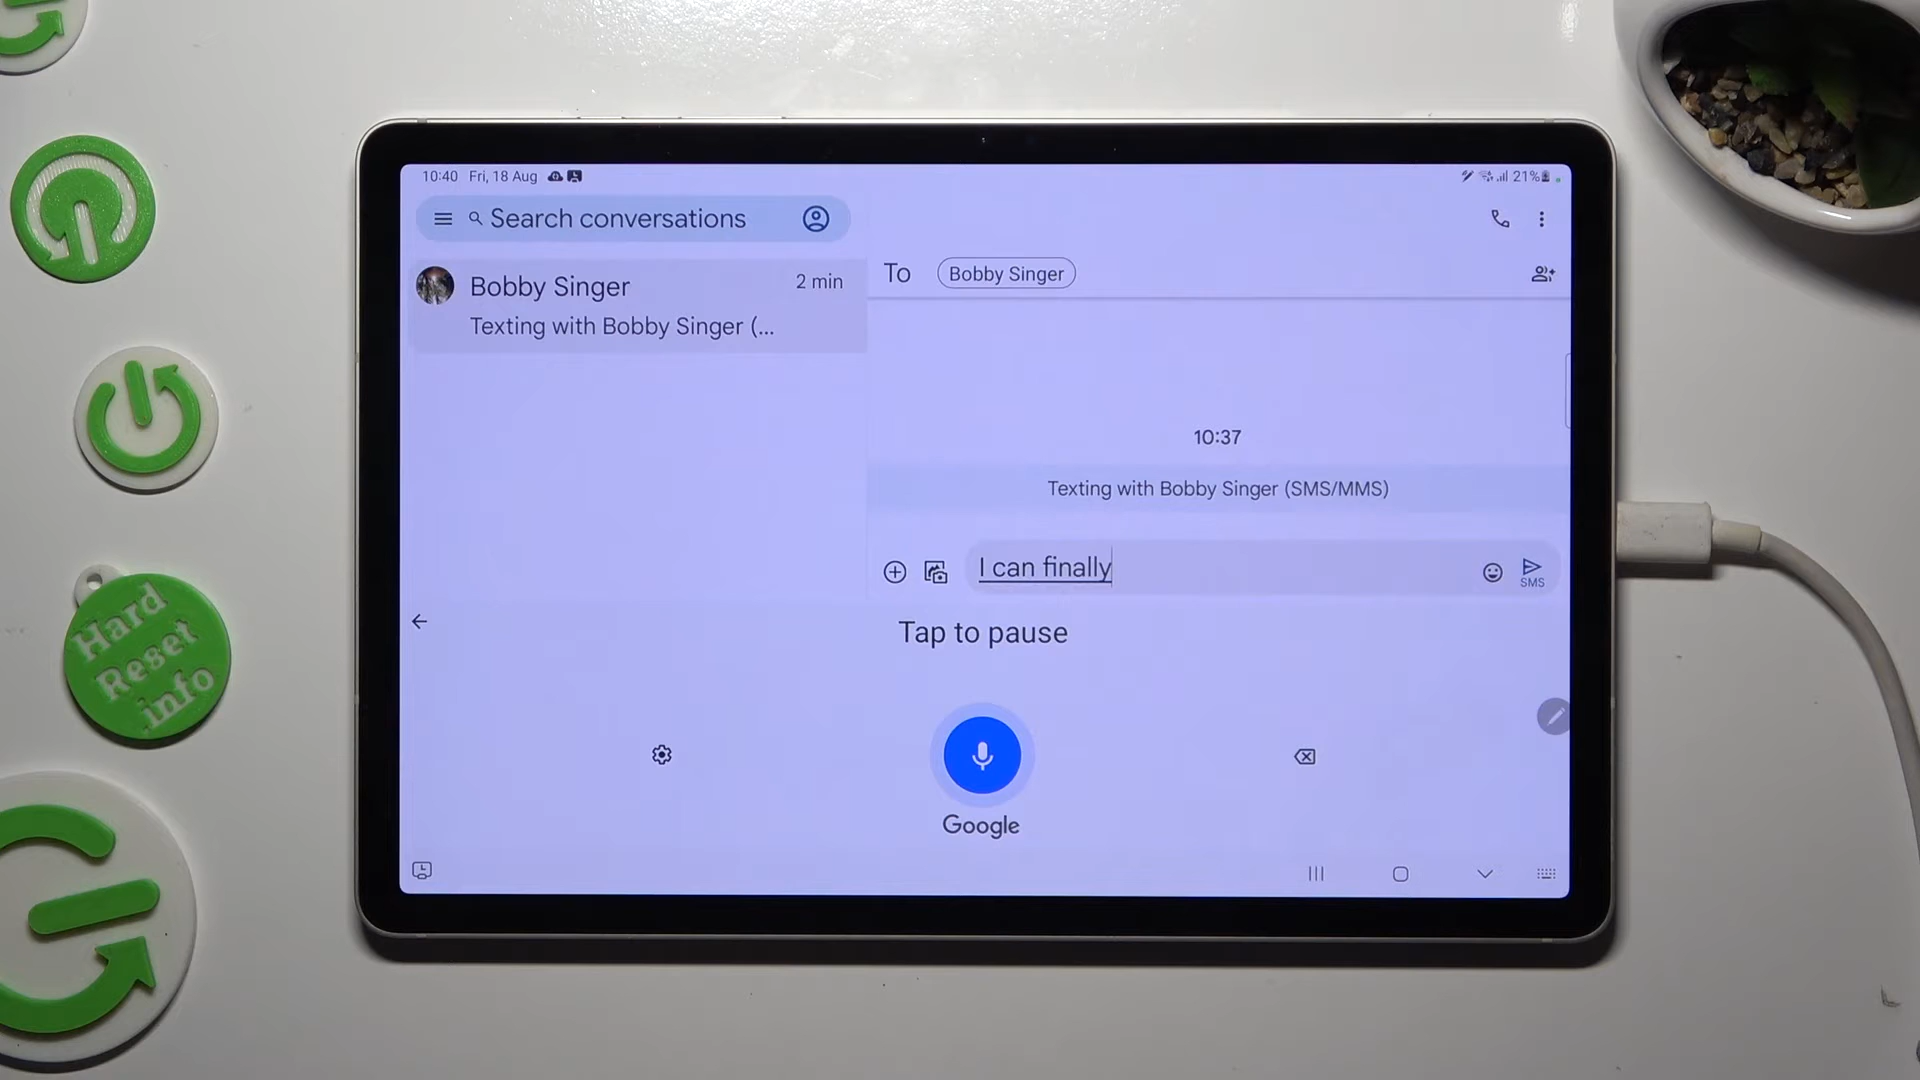 10:40 Fri, 18 Aug
21%
Search conversations
Bobby Singer
2 min
Texting with Bobby Singer (...
To Bobby Singer
10:37
Texting with Bobby Singer (SMS/MMS)
I can finally
SMS
Tap to pause
Google
Hard
Reset
.info